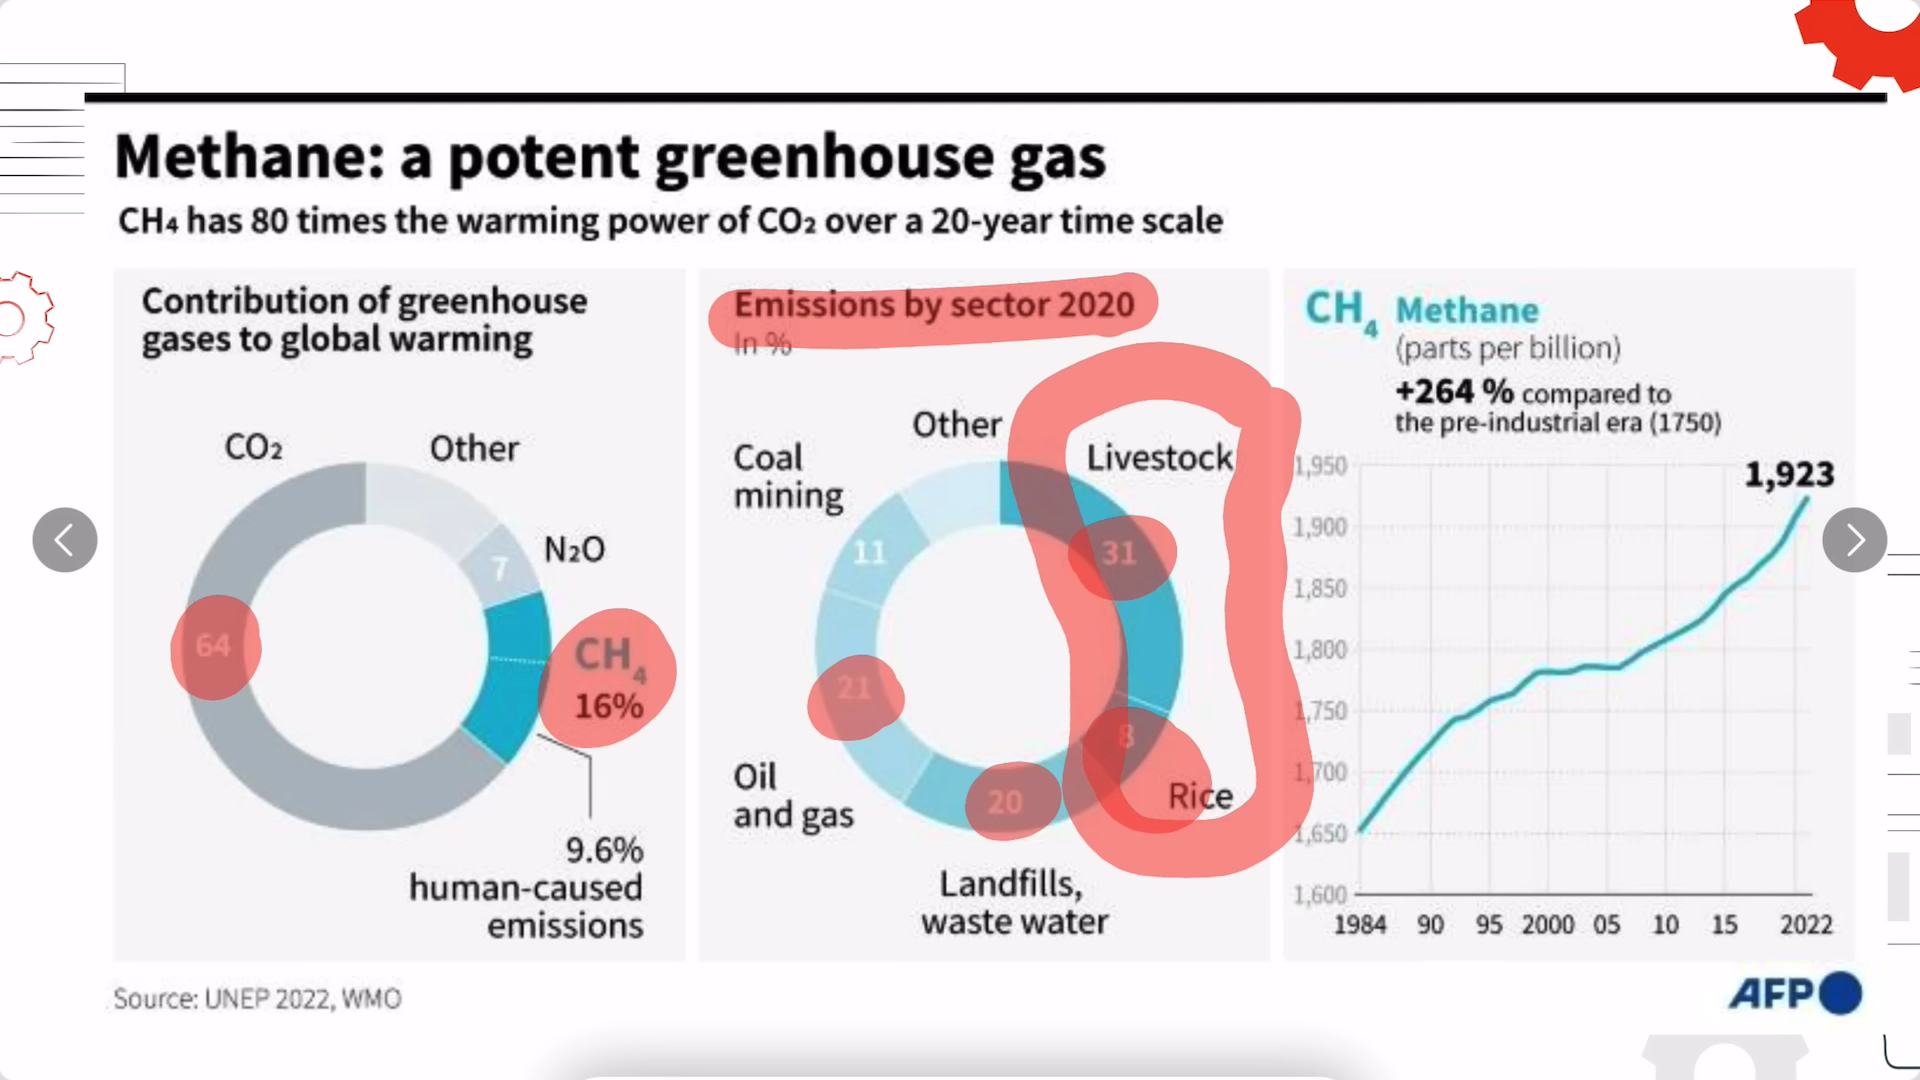 Methane: a potent greenhouse gas
CH₄ has 80 times the warming power of CO₂ over a 20-year time scale
Contribution of greenhouse
gases to global warming
CO₂
Other
N₂O
7
64
CH₄
16%
9.6%
human-caused
emissions
Emissions by sector 2020
In %
Other
Coal
mining
Livestock
11
31
21
8
20
Oil
and gas
Rice
Landfills,
waste water
CH₄ Methane
(parts per billion)
+264 % compared to
the pre-industrial era (1750)
1,950
1,923
1,900
1,850
1,800
1,750
1,700
1,650
1,600
1984 90 95 2000 05 10 15 2022
Source: UNEP 2022, WMO
AFP